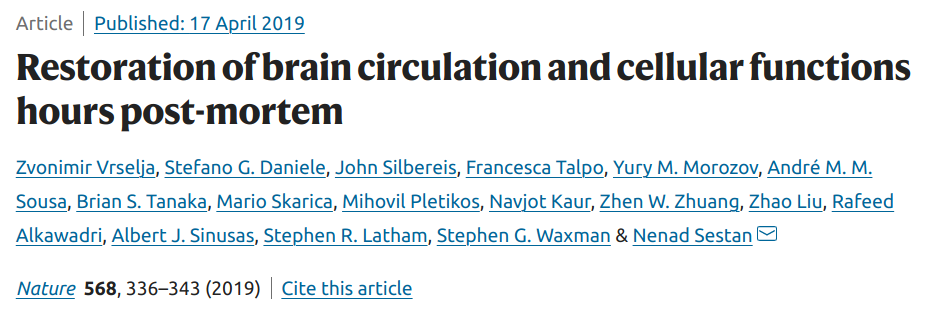 Article | Published: 17 April 2019
Restoration of brain circulation and cellular functions
hours post-mortem
Zvonimir Vrselja, Stefano G. Daniele, John Silbereis, Francesca Talpo, Yury M. Morozov, André M. M.
Sousa, Brian S. Tanaka, Mario Skarica, Mihovil Pletikos, Navjot Kaur, Zhen W. Zhuang, Zhao Liu, Rafeed
Alkawadri, Albert J. Sinusas, Stephen R. Latham, Stephen G. Waxman & Nenad Sestan
Nature 568, 336–343 (2019) | Cite this article